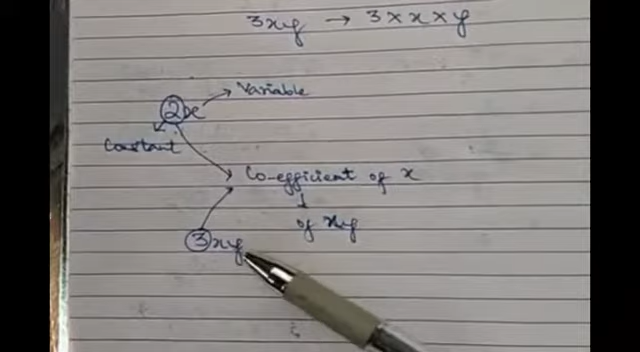 3xy → 3 × x × y
Variable
2x
Constant
Co-efficient of x
↓
of xy
3xy